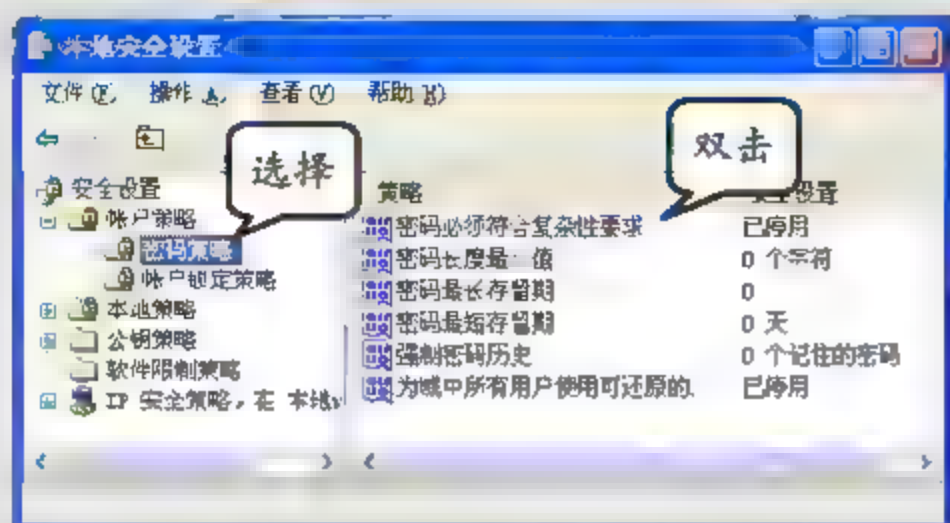 本地安全设置
文件(F) 操作(A) 查看(V) 帮助(H)
选择
双击
安全设置
帐户策略
密码策略
帐户锁定策略
本地策略
公钥策略
软件限制策略
IP 安全策略，在 本地
策略 安全设置
密码必须符合复杂性要求 已停用
密码长度最 值 0 个字符
密码最长存留期 0
密码最短存留期 0 天
强制密码历史 0 个记住的密码
为域中所有用户使用可还原的 已停用